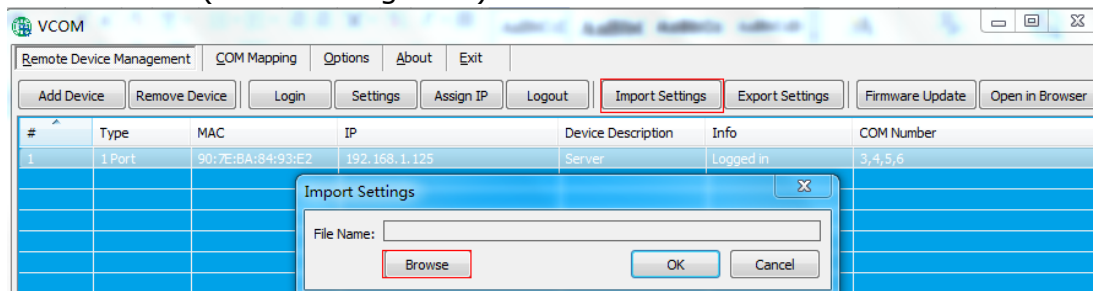 VCOM
Remote Device Management COM Mapping Options About Exit
Add Device Remove Device Login Settings Assign IP Logout Import Settings Export Settings Firmware Update Open in Browser
# Type MAC IP Device Description Info COM Number
1 1 Port 90:7E:BA:84:93:E2 192.168.1.125 Server Logged in 3,4,5,6
Import Settings
File Name:
Browse OK Cancel